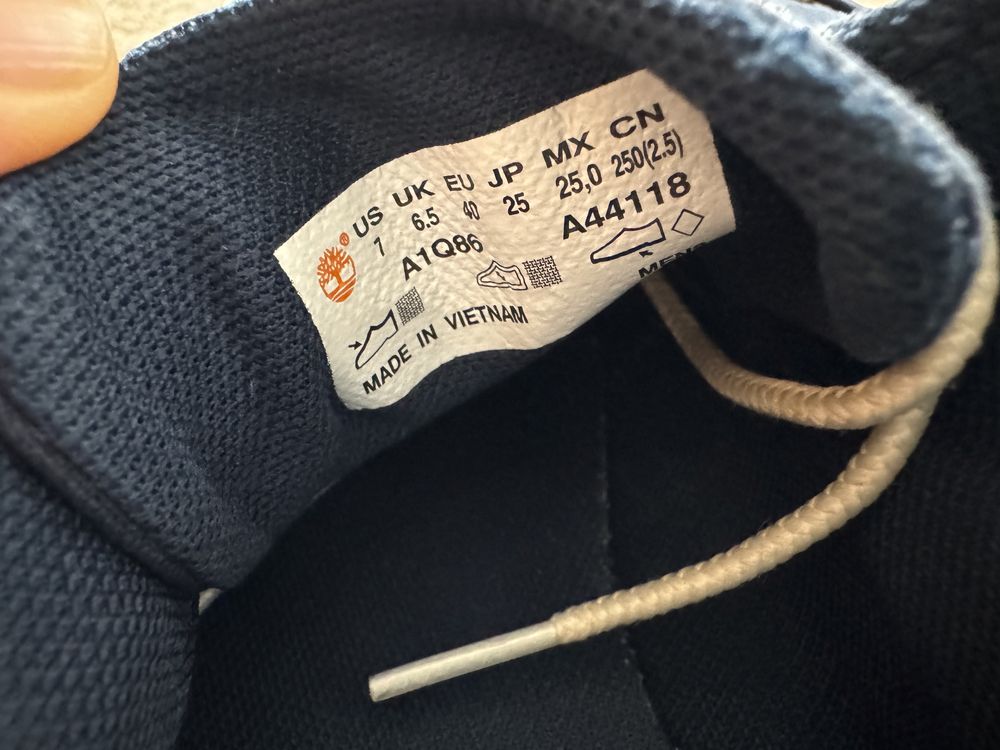 US UK EU JP MX CN
7 6.5 40 25 25,0 250(2.5)
A1Q86 A44118
MEN
MADE IN VIETNAM